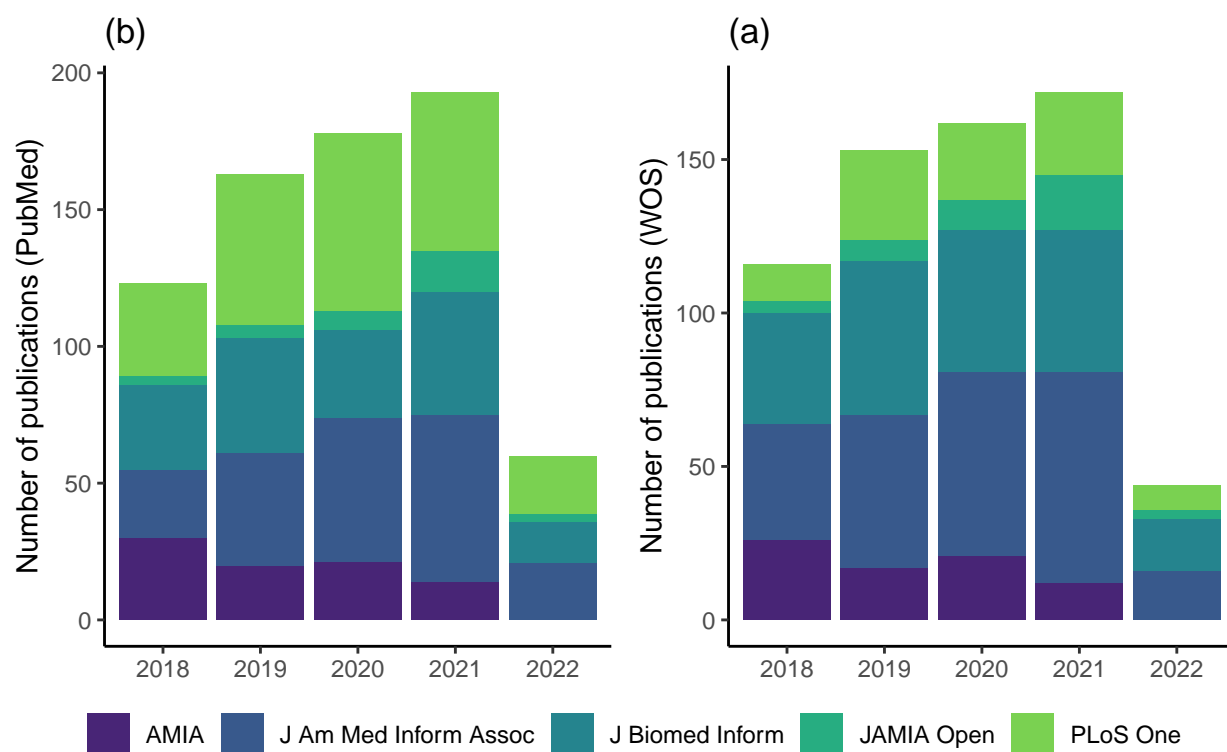 (b)
Number of publications (PubMed)
200
150
100
50
0
2018 2019 2020 2021 2022
(a)
Number of publications (WOS)
150
100
50
0
2018 2019 2020 2021 2022
AMIA J Am Med Inform Assoc J Biomed Inform JAMIA Open PLoS One